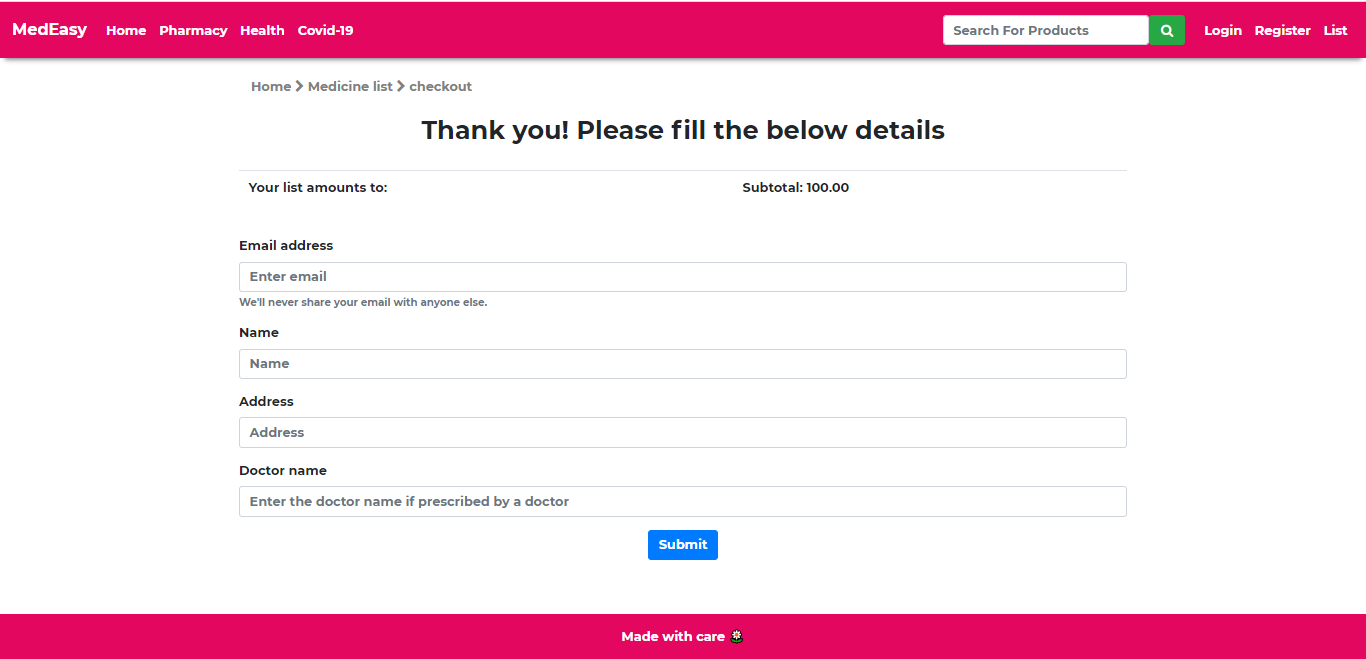 MedEasy Home Pharmacy Health Covid-19 Search For Products Login Register List
Home > Medicine list > checkout
Thank you! Please fill the below details
Your list amounts to: Subtotal: 100.00
Email address
Enter email
We'll never share your email with anyone else.
Name
Name
Address
Address
Doctor name
Enter the doctor name if prescribed by a doctor
Submit
Made with care